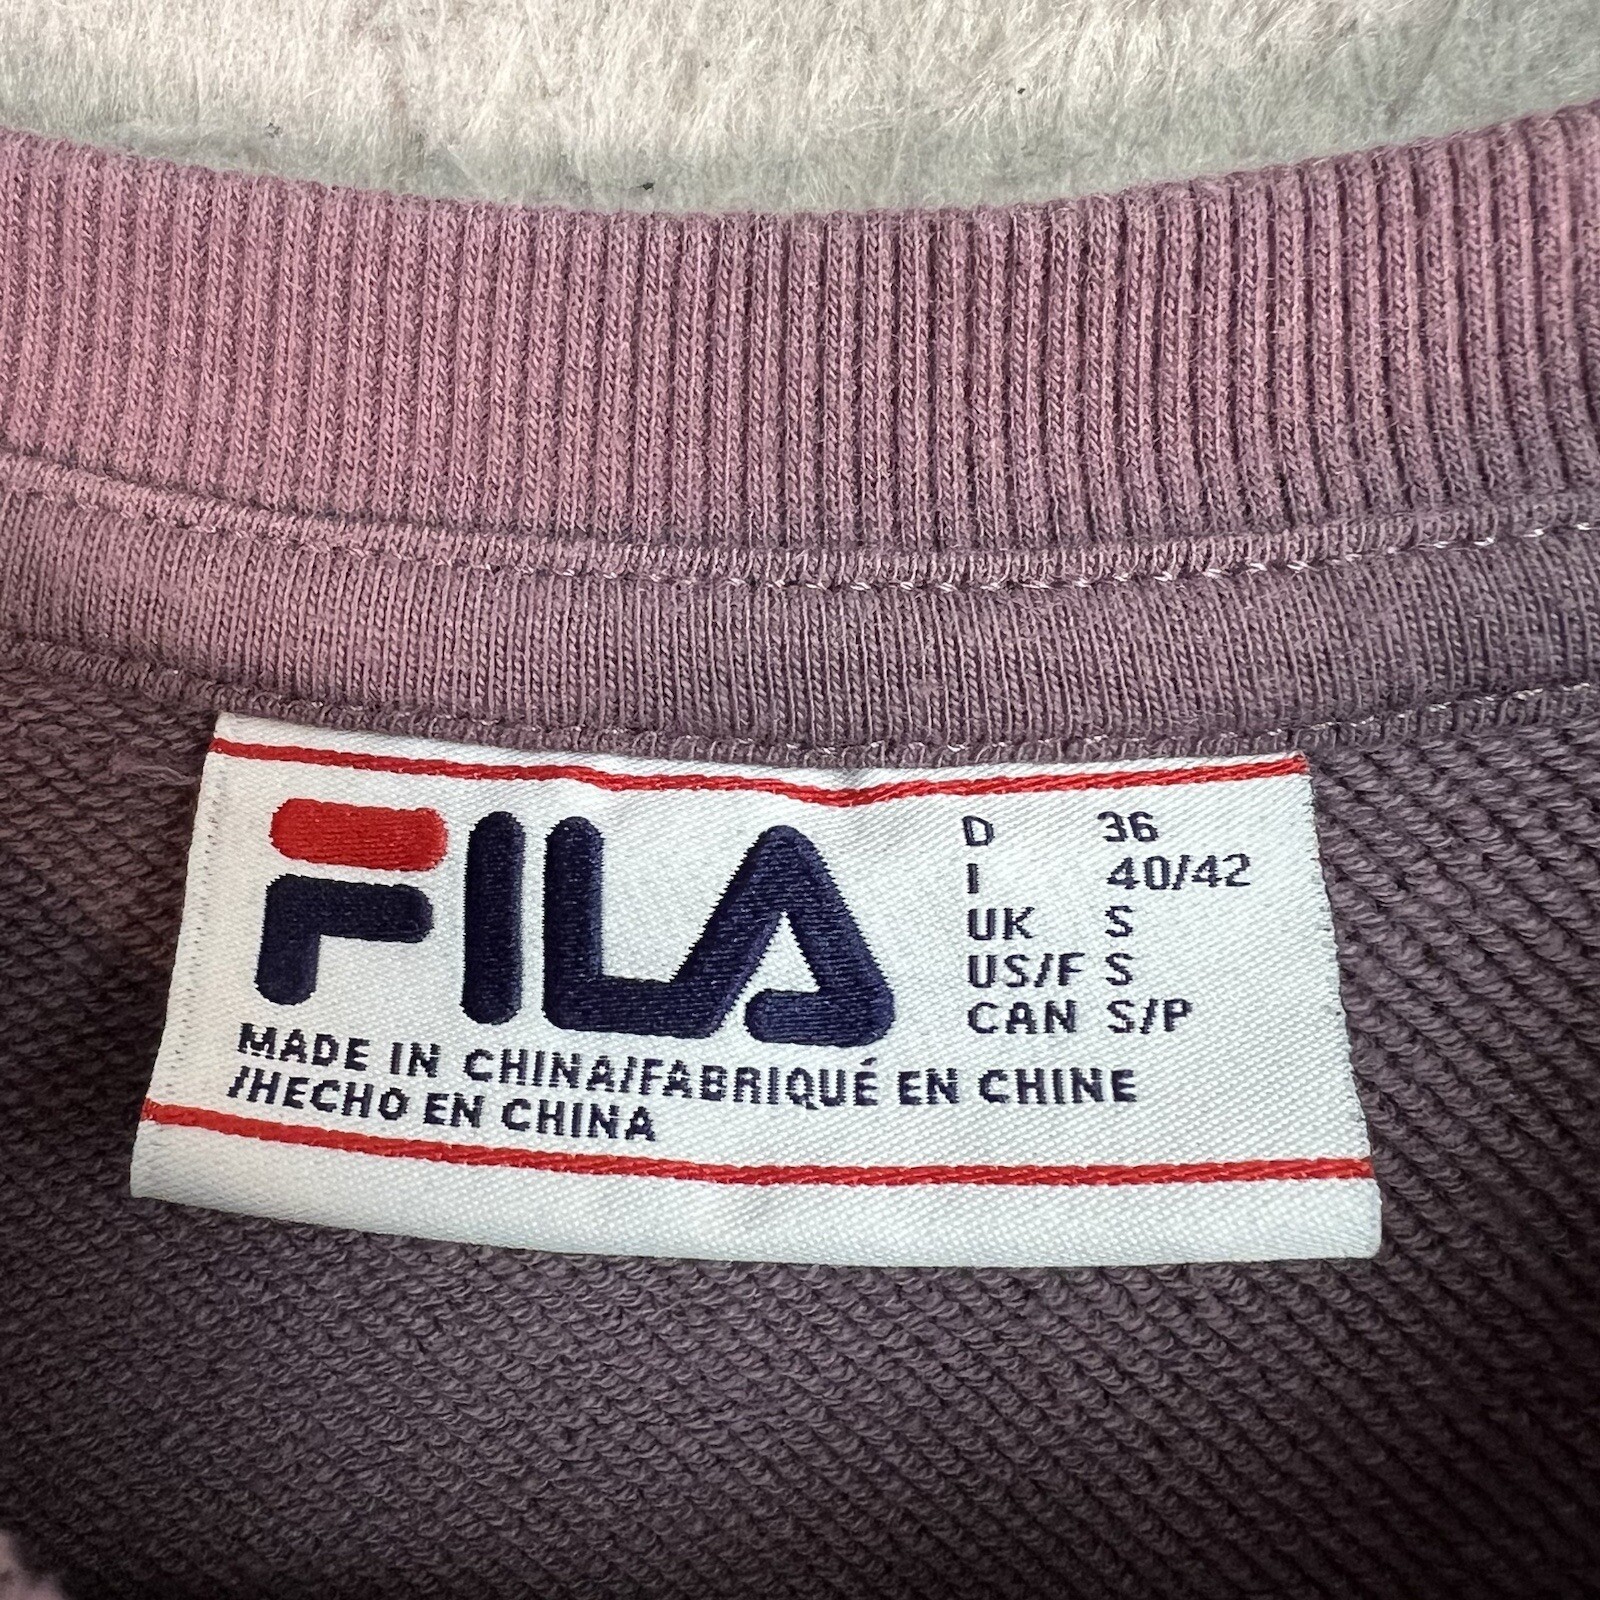 FILA
D 36
I 40/42
UK S
US/F S
CAN S/P
MADE IN CHINA/FABRIQUÉ EN CHINE
/HECHO EN CHINA